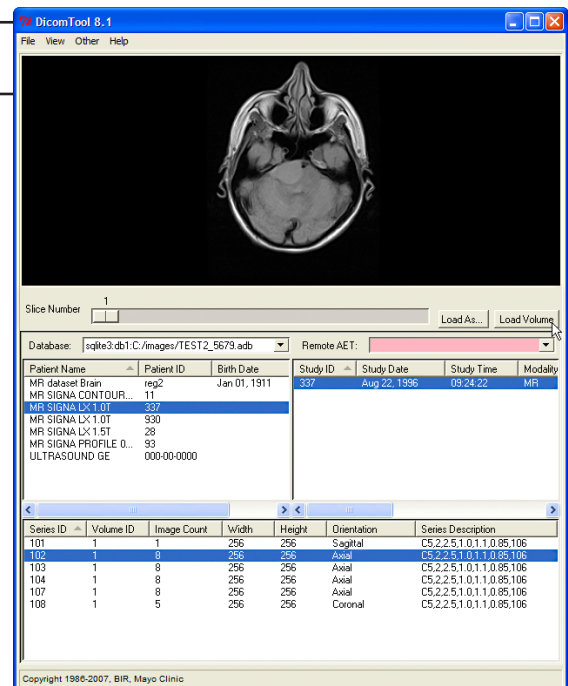 DicomTool 8.1
File View Other Help
1
Slice Number
Load As... Load Volume
Database: sqlite3:db1:C:/images/TEST2_5679.adb Remote AET:
Patient Name Patient ID Birth Date Study ID Study Date Study Time Modality
MR dataset Brain reg2 Jan 01, 1911 337 Aug 22, 1996 09:24:22 MR
MR SIGNA CONTOUR... 11
MR SIGNA LX 1.0T 337
MR SIGNA LX 1.0T 930
MR SIGNA LX 1.5T 28
MR SIGNA PROFILE 0... 93
ULTRASOUND GE 000-00-0000
Series ID Volume ID Image Count Width Height Orientation Series Description
101 1 1 256 256 Sagittal C5,2,2.5,1.0,1.1,0.85,106
102 1 8 256 256 Axial C5,2,2.5,1.0,1.1,0.85,106
103 1 8 256 256 Axial C5,2,2.5,1.0,1.1,0.85,106
104 1 8 256 256 Axial C5,2,2.5,1.0,1.1,0.85,106
107 1 8 256 256 Axial C5,2,2.5,1.0,1.1,0.85,106
108 1 5 256 256 Coronal C5,2,2.5,1.0,1.1,0.85,106
Copyright 1986-2007, BIR, Mayo Clinic